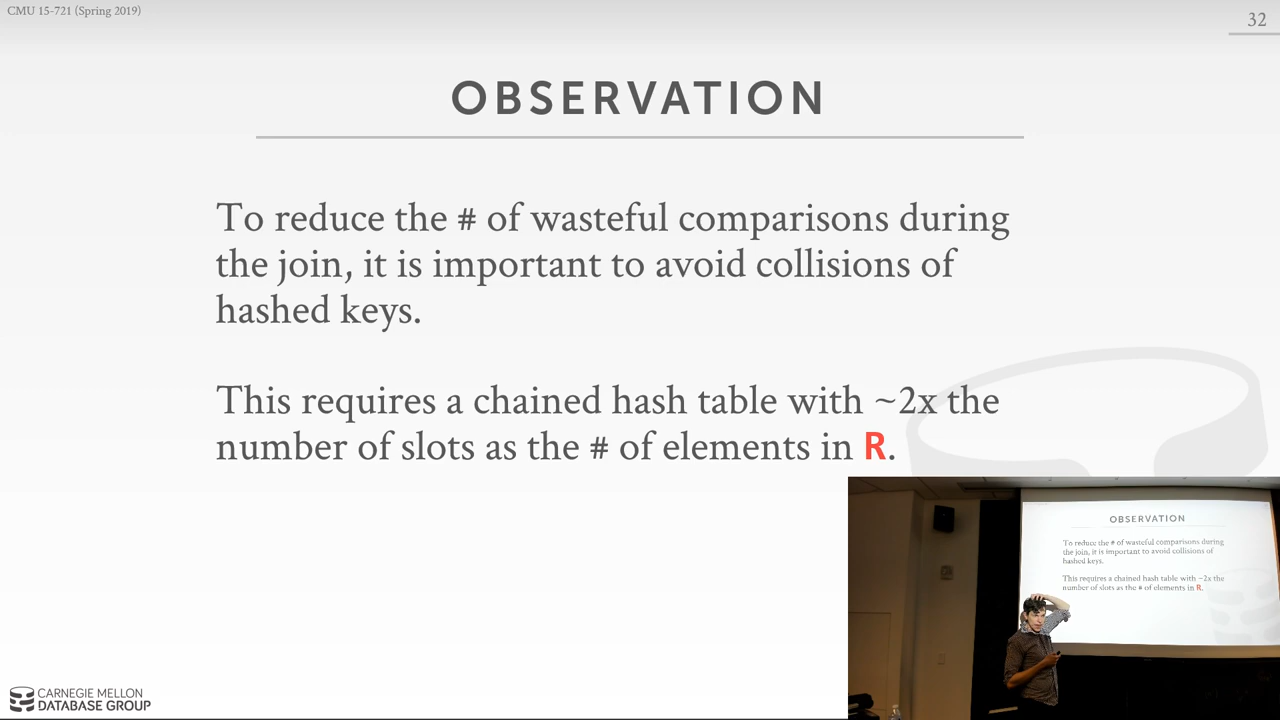 CMU 15-721 (Spring 2019)
32
OBSERVATION
To reduce the # of wasteful comparisons during
the join, it is important to avoid collisions of
hashed keys.
This requires a chained hash table with ~2x the
number of slots as the # of elements in R.
OBSERVATION
To reduce the # of wasteful comparisons during
the join, it is important to avoid collisions of
hashed keys.
This requires a chained hash table with ~2x the
number of slots as the # of elements in R.
CARNEGIE MELLON
DATABASE GROUP